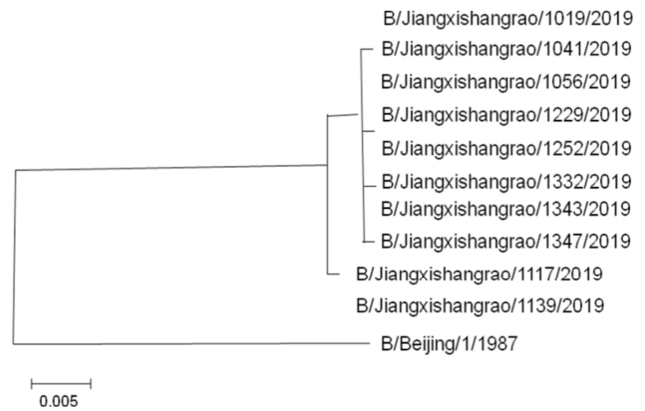 B/Jiangxishangrao/1019/2019
B/Jiangxishangrao/1041/2019
B/Jiangxishangrao/1056/2019
B/Jiangxishangrao/1229/2019
B/Jiangxishangrao/1252/2019
B/Jiangxishangrao/1332/2019
B/Jiangxishangrao/1343/2019
B/Jiangxishangrao/1347/2019
B/Jiangxishangrao/1117/2019
B/Jiangxishangrao/1139/2019
B/Beijing/1/1987
0.005